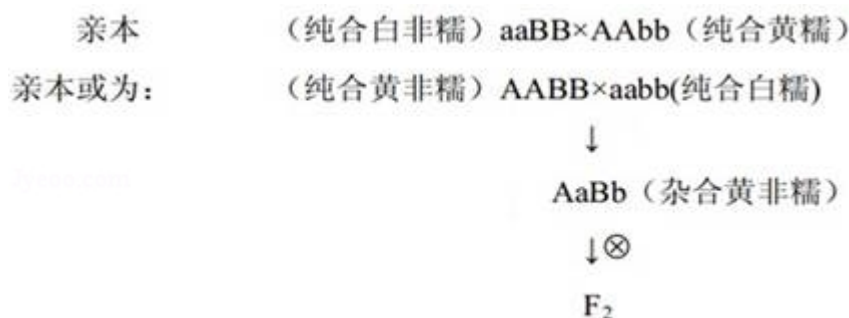 亲本 （纯合白非糯）aaBB×AAbb（纯合黄糯）
亲本或为： （纯合黄非糯）AABB×aabb(纯合白糯)
↓
AaBb（杂合黄非糯）
↓⊗
F₂